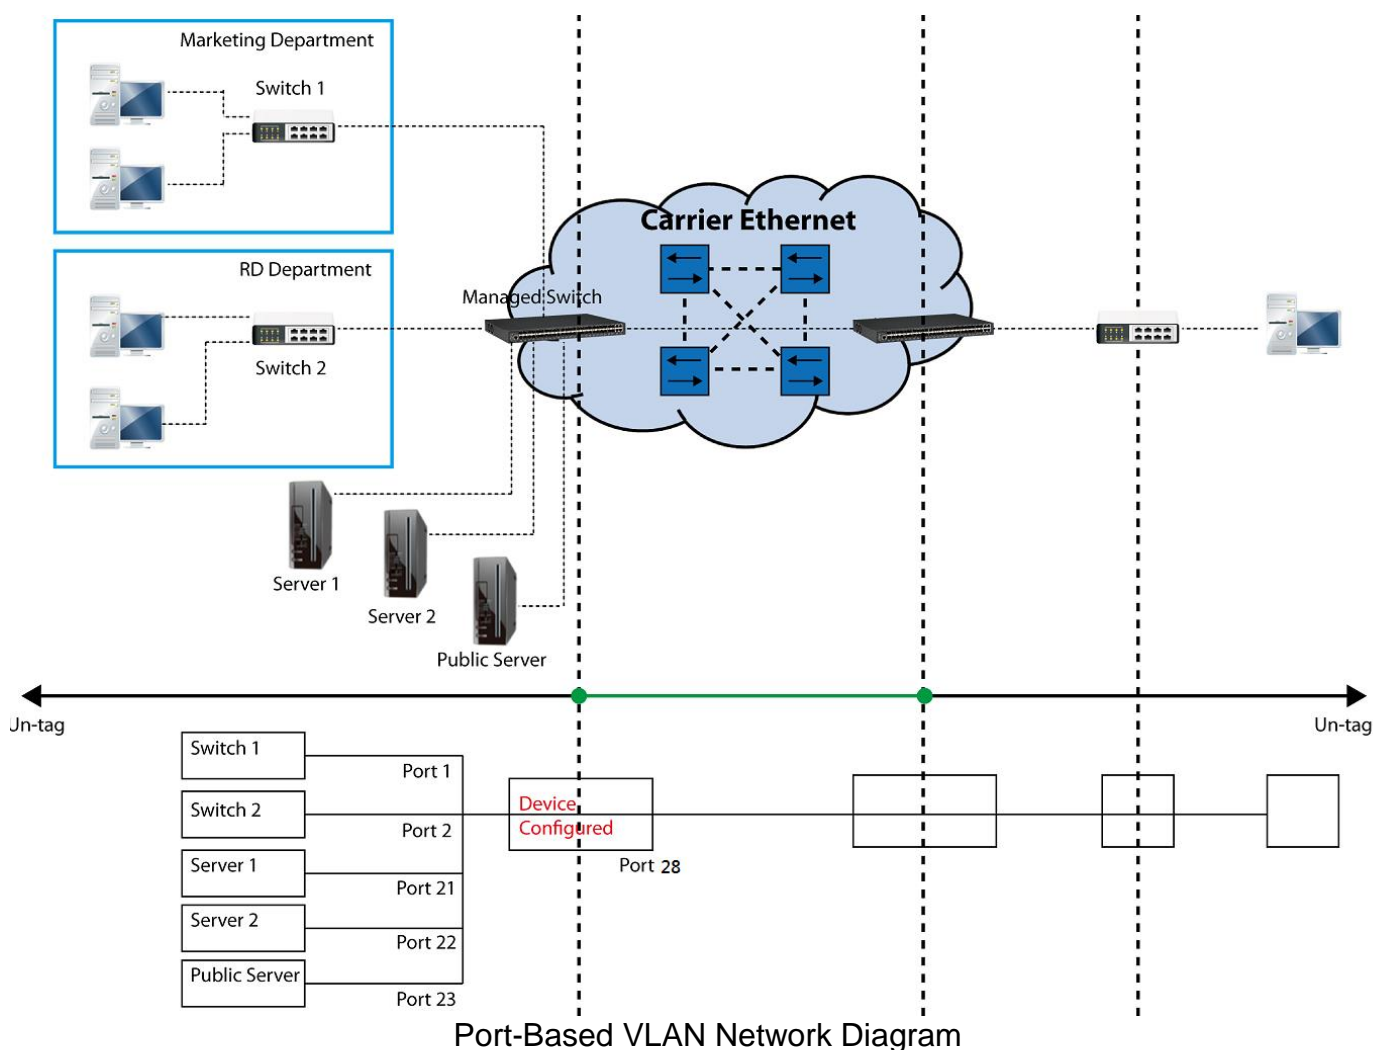 Marketing Department
Switch 1
Carrier Ethernet
RD Department
Managed Switch
Switch 2
Server 1
Server 2
Public Server
Un-tag
Un-tag
Switch 1
Port 1
Device
Configured
Switch 2
Port 2
Port 28
Server 1
Port 21
Server 2
Port 22
Public Server
Port 23
Port-Based VLAN Network Diagram